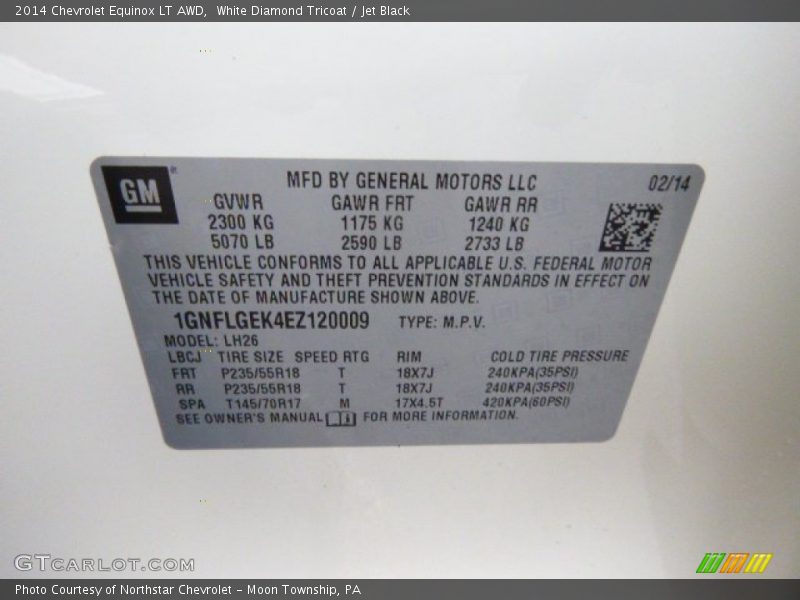 2014 Chevrolet Equinox LT AWD,  White Diamond Tricoat / Jet Black
GM
MFD BY GENERAL MOTORS LLC 02/14
GVWR GAWR FRT GAWR RR
2300 KG 1175 KG 1240 KG
5070 LB 2590 LB 2733 LB
THIS VEHICLE CONFORMS TO ALL APPLICABLE U.S. FEDERAL MOTOR
VEHICLE SAFETY AND THEFT PREVENTION STANDARDS IN EFFECT ON
THE DATE OF MANUFACTURE SHOWN ABOVE.
1GNFLGEK4EZ120009 TYPE: M.P.V.
MODEL: LH26
LBCJ TIRE SIZE SPEED RTG RIM COLD TIRE PRESSURE
FRT P235/55R18 T 18X7J 240KPA(35PSI)
RR P235/55R18 T 18X7J 240KPA(35PSI)
SPA T145/70R17 M 17X4.5T 420KPA(60PSI)
SEE OWNER'S MANUAL FOR MORE INFORMATION.
GTCARLOT.COM
Photo Courtesy of Northstar Chevrolet - Moon Township, PA